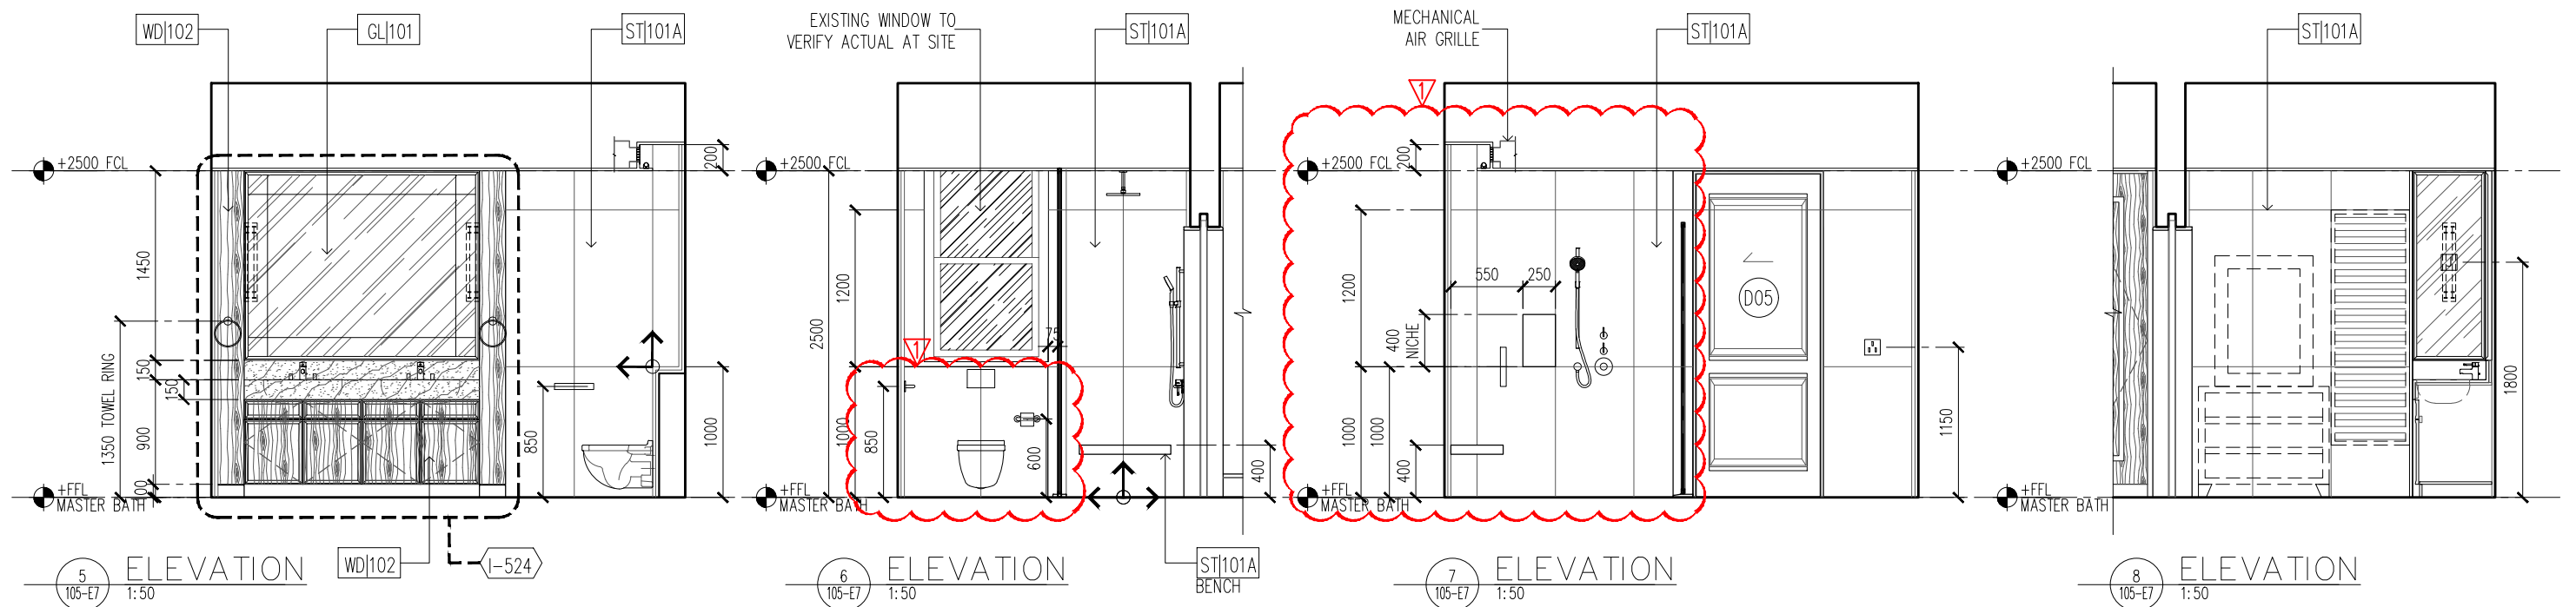 WD|102
GL|101
ST|101A
+2500 FCL
200
1450
150
150
1350 TOWEL RING
900
100
850
1000
+FFL
MASTER BATH
WD|102
I-524
5
105-E7
ELEVATION
1:50
EXISTING WINDOW TO
VERIFY ACTUAL AT SITE
ST|101A
+2500 FCL
1200
2500
75
1
1000
850
600
400
+FFL
MASTER BATH
ST|101A
BENCH
6
105-E7
ELEVATION
1:50
MECHANICAL
AIR GRILLE
ST|101A
1
+2500 FCL
200
550
250
1200
D05
400
NICHE
1000
1000
400
1150
+FFL
MASTER BATH
7
105-E7
ELEVATION
1:50
ST|101A
+2500 FCL
1800
+FFL
MASTER BATH
8
105-E7
ELEVATION
1:50